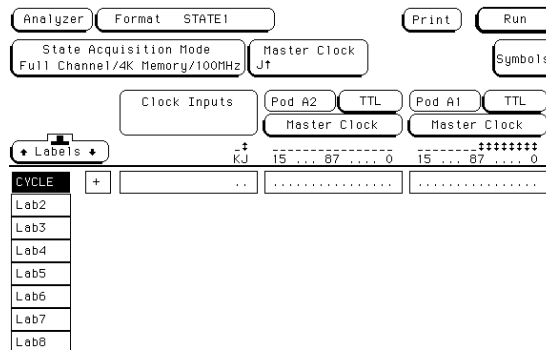 Analyzer Format STATE1 Print Run
State Acquisition Mode
Full Channel/4K Memory/100MHz
Master Clock
J↑
Symbols
Clock Inputs
Pod A2 TTL
Master Clock
Pod A1 TTL
Master Clock
↑ Labels ↓
KJ 15 ... 87 .... 0 15 ... 87 .... 0
CYCLE + .. ................ ................
Lab2
Lab3
Lab4
Lab5
Lab6
Lab7
Lab8